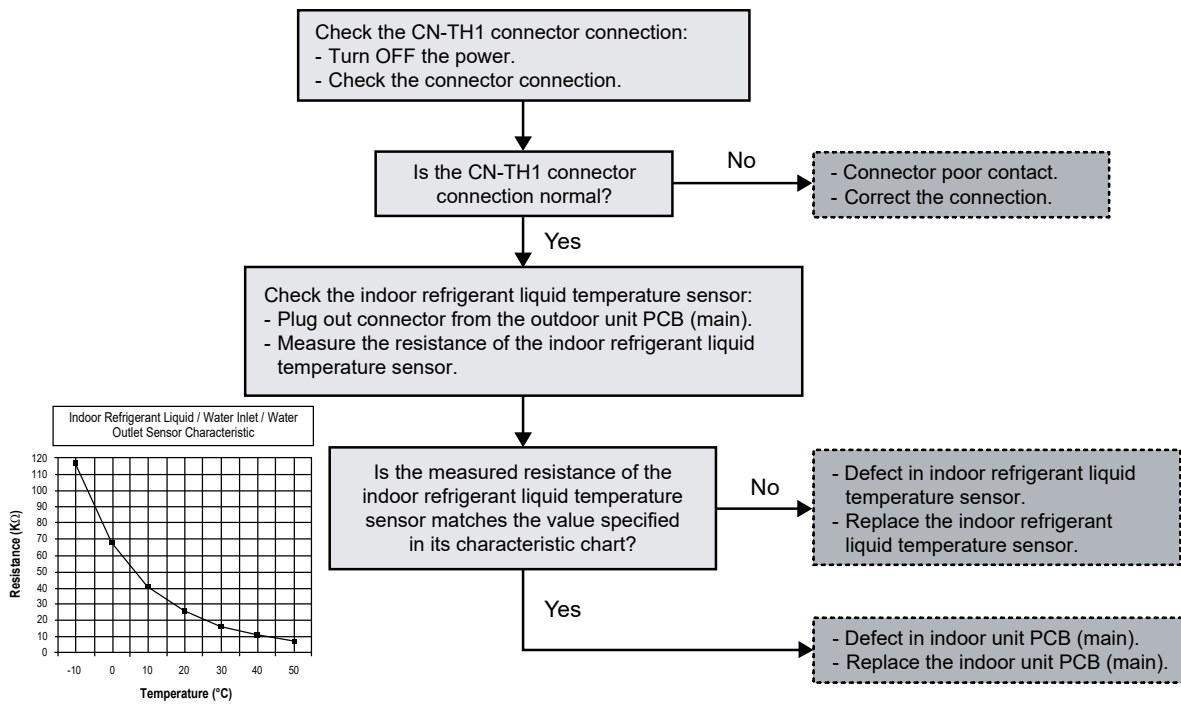 Check the CN-TH1 connector connection:
- Turn OFF the power.
- Check the connector connection.
Is the CN-TH1 connector
connection normal?
No
- Connector poor contact.
- Correct the connection.
Yes
Check the indoor refrigerant liquid temperature sensor:
- Plug out connector from the outdoor unit PCB (main).
- Measure the resistance of the indoor refrigerant liquid
temperature sensor.
Indoor Refrigerant Liquid / Water Inlet / Water
Outlet Sensor Characteristic
Resistance (KΩ)
120
110
100
90
80
70
60
50
40
30
20
10
0
-10 0 10 20 30 40 50
Temperature (°C)
Is the measured resistance of the
indoor refrigerant liquid temperature
sensor matches the value specified
in its characteristic chart?
No
- Defect in indoor refrigerant liquid
temperature sensor.
- Replace the indoor refrigerant
liquid temperature sensor.
Yes
- Defect in indoor unit PCB (main).
- Replace the indoor unit PCB (main).